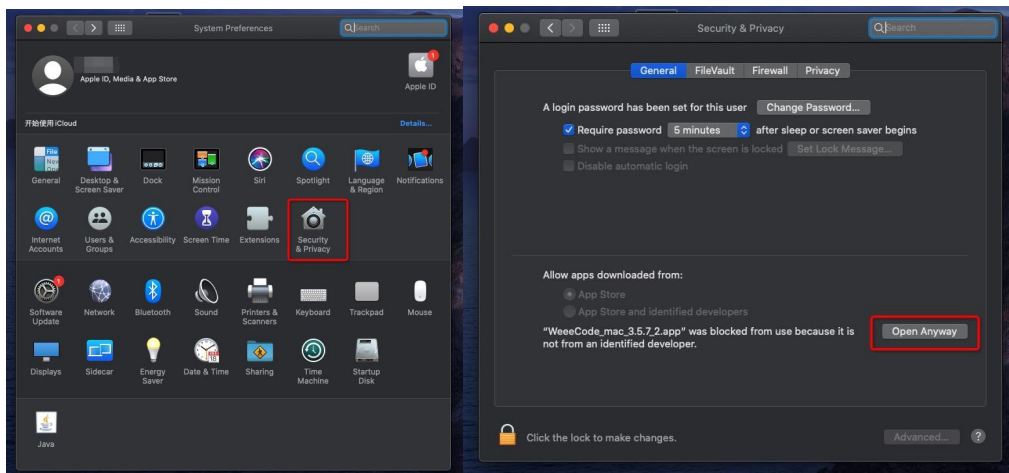 System Preferences
Search
Apple ID, Media & App Store
1
Apple ID
开始使用 iCloud
Details...
File
New
General
Desktop &
Screen Saver
Dock
Mission
Control
Siri
Spotlight
Language
& Region
Notifications
Internet
Accounts
Users &
Groups
Accessibility
Screen Time
Extensions
Security
& Privacy
1
Software
Update
Network
Bluetooth
Sound
Printers &
Scanners
Keyboard
Trackpad
Mouse
Displays
Sidecar
Energy
Saver
18
Date & Time
Sharing
Time
Machine
Startup
Disk
Java
Security & Privacy
Search
General FileVault Firewall Privacy
A login password has been set for this user Change Password...
Require password 5 minutes after sleep or screen saver begins
Show a message when the screen is locked Set Lock Message...
Disable automatic login
Allow apps downloaded from:
App Store
App Store and identified developers
"WeeeCode_mac_3.5.7_2.app" was blocked from use because it is
not from an identified developer.
Open Anyway
Click the lock to make changes.
Advanced...
?